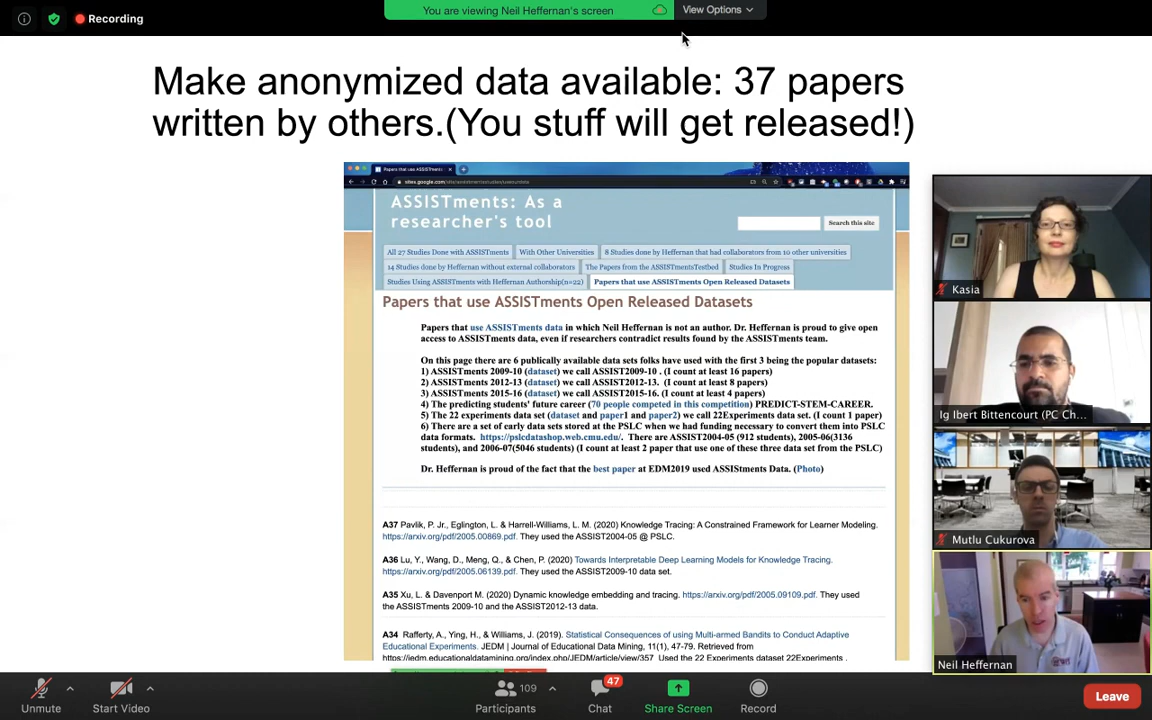 Recording
You are viewing Neil Heffernan's screen
View Options
Make anonymized data available: 37 papers
written by others.(You stuff will get released!)
ASSISTments: As a
researcher's tool
Search this site
All 27 Studies Done with ASSISTments
With Other Universities
8 Studies done by Heffernan that had collaborators from 10 other universities
14 Studies done by Heffernan without external collaborators
The Papers from the ASSISTmentsTestbed
Studies In Progress
Studies Using ASSISTments with Heffernan Authorship(n=22)
Papers that use ASSISTments Open Released Datasets
Papers that use ASSISTments Open Released Datasets
Papers that use ASSISTments data in which Neil Heffernan is not an author. Dr. Heffernan is proud to give open
access to ASSISTments data, even if researchers contradict results found by the ASSISTments team.
On this page there are 6 publically available data sets folks have used with the first 3 being the popular datasets:
1) ASSISTments 2009-10 (dataset) we call ASSIST2009-10 . (I count at least 16 papers)
2) ASSISTments 2012-13 (dataset) we call ASSIST2012-13. (I count at least 8 papers)
3) ASSISTments 2015-16 (dataset) we call ASSIST2015-16. (I count at least 4 papers)
4) The predicting students' future career (70 people competed in this competition) PREDICT-STEM-CAREER.
5) The 22 experiments data set (dataset and paper1 and paper2) we call 22Experiments data set. (I count 1 paper)
6) There are a set of early data sets stored at the PSLC when we had funding necessary to convert them into PSLC
data formats. https://pslcdatashop.web.cmu.edu/. There are ASSIST2004-05 (912 students), 2005-06(3136
students), and 2006-07(5046 students) (I count at least 2 paper that use one of these three data set from the PSLC)
Dr. Heffernan is proud of the fact that the best paper at EDM2019 used ASSIStments Data. (Photo)
A37 Pavlik, P. Jr., Eglington, L. & Harrell-Williams, L. M. (2020) Knowledge Tracing: A Constrained Framework for Learner Modeling.
https://arxiv.org/pdf/2005.00869.pdf. They used the ASSIST2004-05 @ PSLC.
A36 Lu, Y., Wang, D., Meng, Q., & Chen, P. (2020) Towards Interpretable Deep Learning Models for Knowledge Tracing.
https://arxiv.org/pdf/2005.06139.pdf. They used the ASSIST2009-10 data set.
A35 Xu, L. & Davenport M. (2020) Dynamic knowledge embedding and tracing. https://arxiv.org/pdf/2005.09109.pdf. They used
the ASSISTments 2009-10 and the ASSIST2012-13 data.
A34 Rafferty, A., Ying, H., & Williams, J. (2019). Statistical Consequences of using Multi-armed Bandits to Conduct Adaptive
Educational Experiments. JEDM | Journal of Educational Data Mining, 11(1), 47-79. Retrieved from
https://jedm.educationaldatamining.org/index.php/JEDM/article/view/357 Used the 22 Experiments dataset 22Experiments .
Kasia
Ig Ibert Bittencourt (PC Ch...
Mutlu Cukurova
Neil Heffernan
Unmute
Start Video
109
Participants
47
Chat
Share Screen
Record
Leave